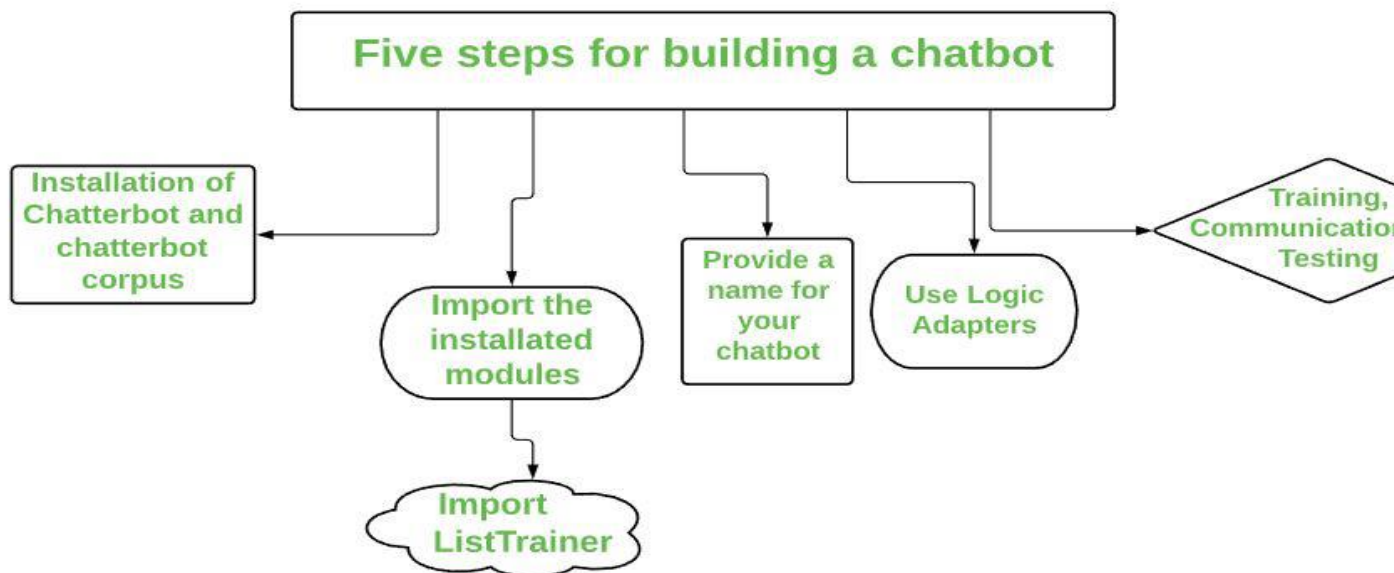 Five steps for building a chatbot
Installation of
Chatterbot and
chatterbot
corpus
Import the
installated
modules
Import
ListTrainer
Provide a
name for
your
chatbot
Use Logic
Adapters
Training,
Communication
Testing